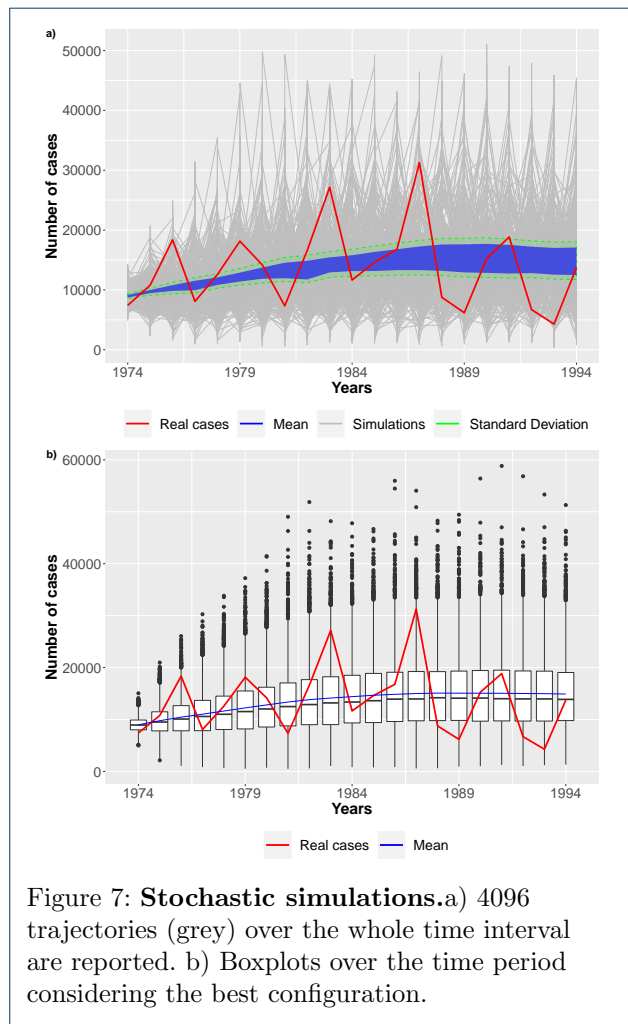 a)
50000
40000
30000
20000
10000
0
Number of cases
1974 1979 1984 1989 1994
Years
Real cases Mean Simulations Standard Deviation
b)
60000
40000
20000
0
Number of cases
1974 1979 1984 1989 1994
Years
Real cases Mean
Figure 7: Stochastic simulations.a) 4096
trajectories (grey) over the whole time interval
are reported. b) Boxplots over the time period
considering the best configuration.